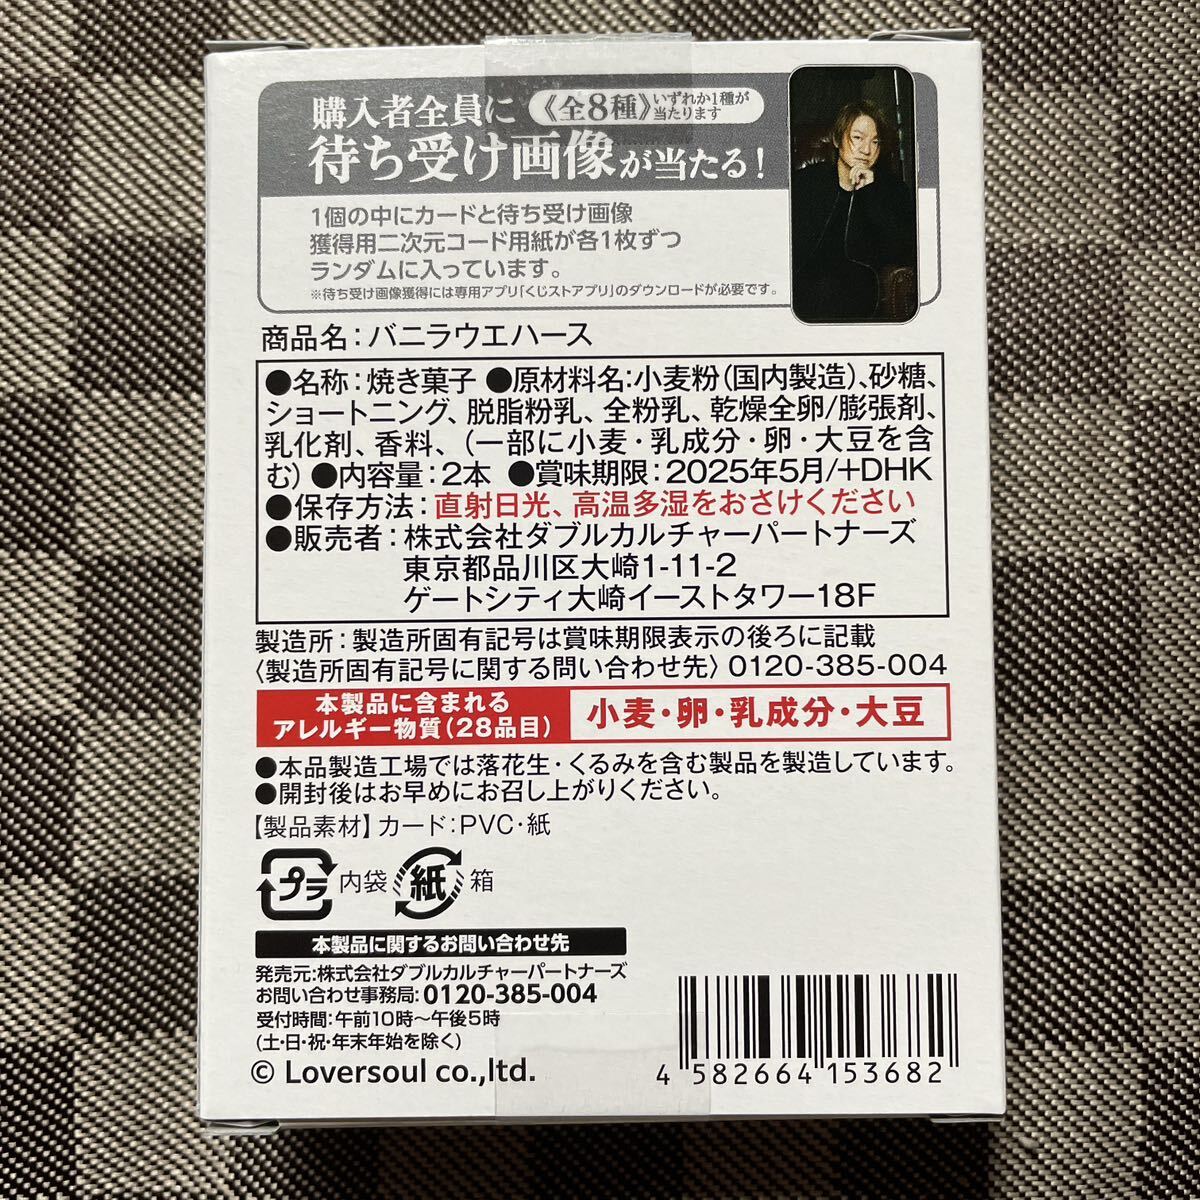 購入者全員に
《全8種》いずれか1種が
当たります
待ち受け画像が当たる!
1個の中にカードと待ち受け画像
獲得用二次元コード用紙が各1枚ずつ
ランダムに入っています。
※待ち受け画像獲得には専用アプリ「くじストアプリ」のダウンロードが必要です。
商品名:バニラウエハース
●名称:焼き菓子 ●原材料名:小麦粉(国内製造)、砂糖、
ショートニング、脱脂粉乳、全粉乳、乾燥全卵/膨張剤、
乳化剤、香料、(一部に小麦・乳成分・卵・大豆を含
む) ●内容量:2本 ●賞味期限:2025年5月/+DHK
●保存方法:直射日光、高温多湿をおさけください
●販売者:株式会社ダブルカルチャーパートナーズ
東京都品川区大崎1-11-2
ゲートシティ大崎イーストタワー18F
製造所:製造所固有記号は賞味期限表示の後ろに記載
〈製造所固有記号に関する問い合わせ先〉0120-385-004
本製品に含まれる
アレルギー物質(28品目)
小麦・卵・乳成分・大豆
●本品製造工場では落花生・くるみを含む製品を製造しています。
●開封後はお早めにお召し上がりください。
【製品素材】カード:PVC・紙
プラ 内袋 紙 箱
本製品に関するお問い合わせ先
発売元:株式会社ダブルカルチャーパートナーズ
お問い合わせ事務局:0120-385-004
受付時間:午前10時~午後5時
(土・日・祝・年末年始を除く)
© Loversoul co.,ltd.
4 582664 153682